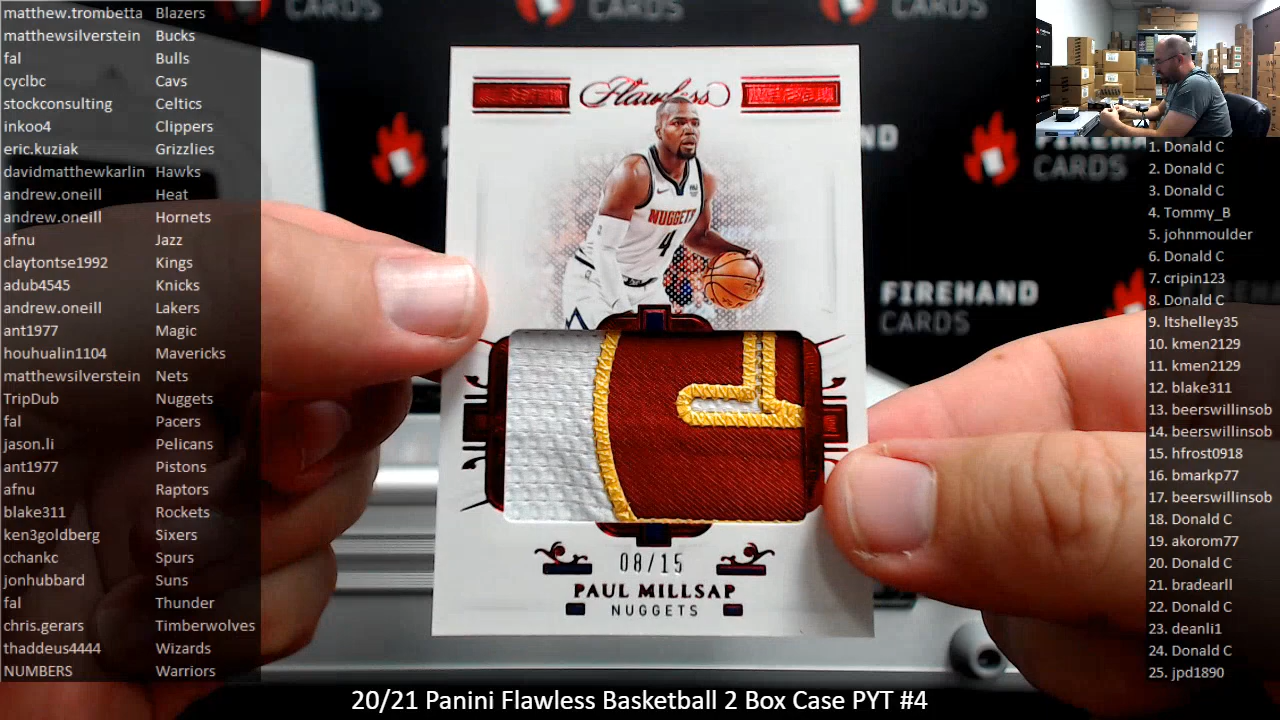 matthew.trombetta Blazers
matthewsilverstein Bucks
fal Bulls
cyclbc Cavs
stockconsulting Celtics
inkoo4 Clippers
eric.kuziak Grizzlies
davidmatthewkarlin Hawks
andrew.oneill Heat
andrew.oneill Hornets
afnu Jazz
claytontse1992 Kings
adub4545 Knicks
andrew.oneill Lakers
ant1977 Magic
houhualin1104 Mavericks
matthewsilverstein Nets
TripDub Nuggets
fal Pacers
jason.li Pelicans
ant1977 Pistons
afnu Raptors
blake311 Rockets
ken3goldberg Sixers
cchankc Spurs
jonhubbard Suns
fal Thunder
chris.gerars Timberwolves
thaddeus4444 Wizards
NUMBERS Warriors
Flawless
NUGGETS
4
08/15
PAUL MILLSAP
NUGGETS
CARDS
CARDS
CARDS
FIREHAND
CARDS
FIREHAND
CARDS
1. Donald C
2. Donald C
3. Donald C
4. Tommy_B
5. johnmoulder
6. Donald C
7. cripin123
8. Donald C
9. ltshelley35
10. kmen2129
11. kmen2129
12. blake311
13. beerswillinsob
14. beerswillinsob
15. hfrost0918
16. bmarkp77
17. beerswillinsob
18. Donald C
19. akorom77
20. Donald C
21. bradearll
22. Donald C
23. deanli1
24. Donald C
25. jpd1890
20/21 Panini Flawless Basketball 2 Box Case PYT #4